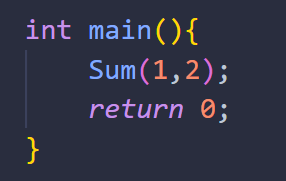 int main(){
    Sum(1,2);
    return 0;
}